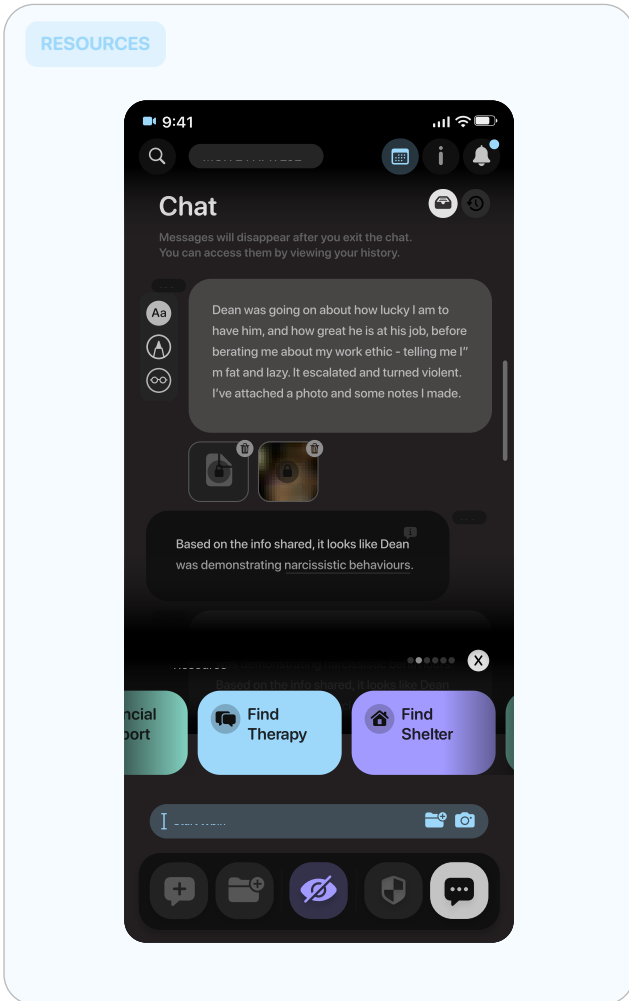 RESOURCES
9:41
Chat
Messages will disappear after you exit the chat.
You can access them by viewing your history.
Aa
Dean was going on about how lucky I am to
have him, and how great he is at his job, before
berating me about my work ethic - telling me I”
m fat and lazy. It escalated and turned violent.
I’ve attached a photo and some notes I made.
Based on the info shared, it looks like Dean
was demonstrating narcissistic behaviours.
X
Based on the info shared, it looks like Dean
ncial
port
Find
Therapy
Find
Shelter